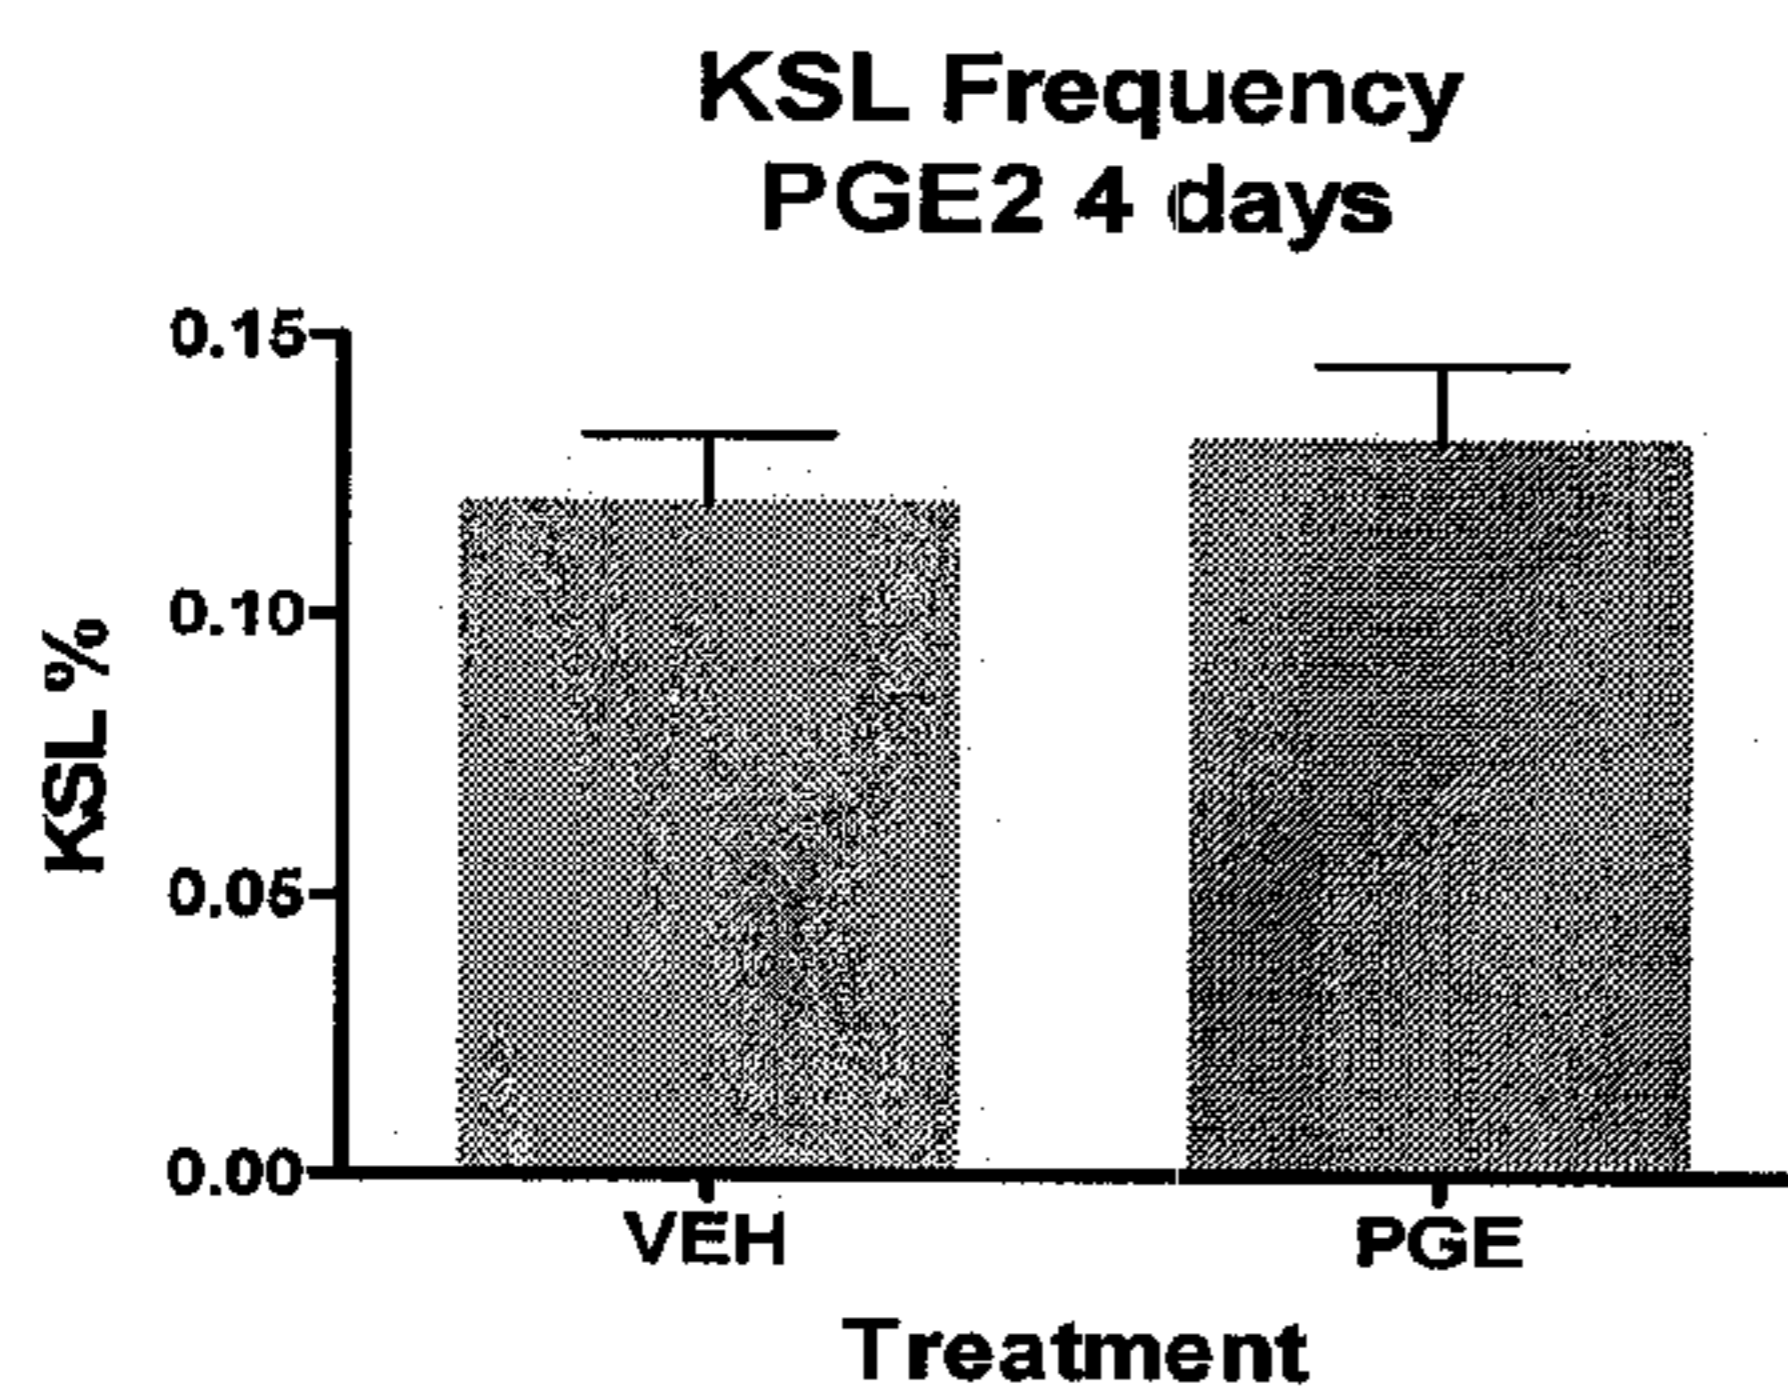 KSL Frequency
PGE2 4 days
0.15
0.10
0.05
0.00
KSL %
VEH
PGE
Treatment